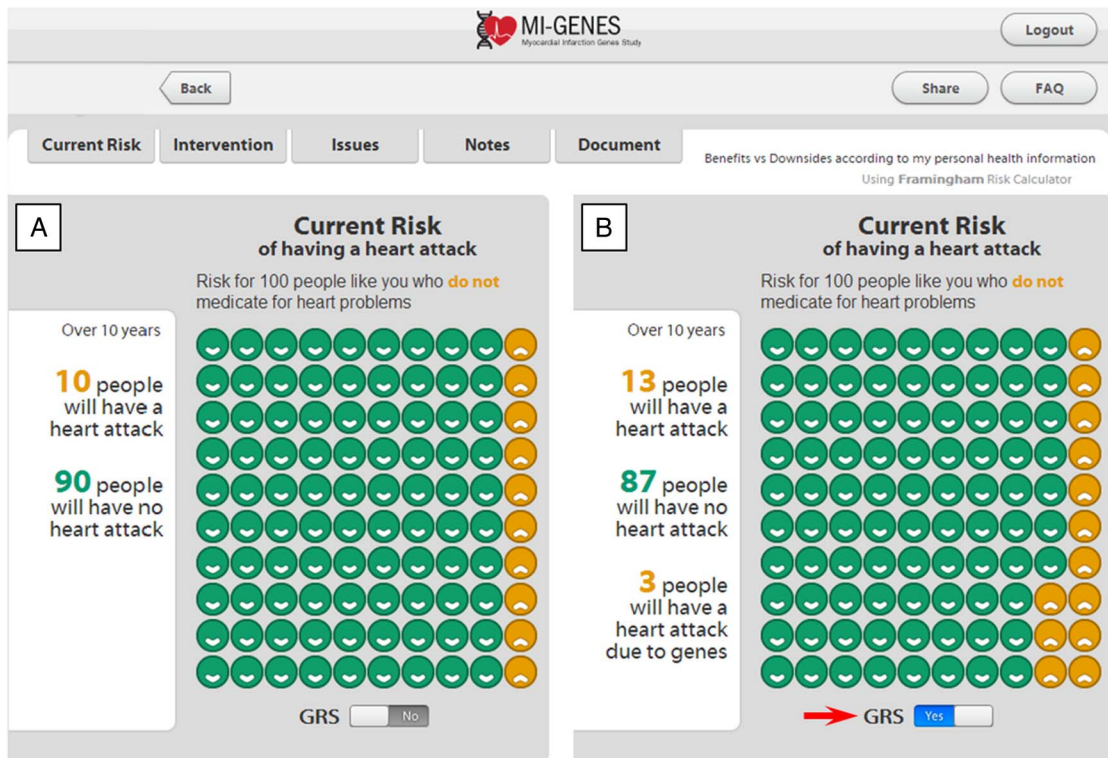 MI-GENES
Myocardial Infarction Genes Study
Logout
Back
Share
FAQ
Current Risk
Intervention
Issues
Notes
Document
Benefits vs Downsides according to my personal health information
Using Framingham Risk Calculator
A
Current Risk
of having a heart attack
Risk for 100 people like you who do not
medicate for heart problems
Over 10 years
10 people
will have a
heart attack
90 people
will have no
heart attack
GRS
No
B
Current Risk
of having a heart attack
Risk for 100 people like you who do not
medicate for heart problems
Over 10 years
13 people
will have a
heart attack
87 people
will have no
heart attack
3 people
will have a
heart attack
due to genes
GRS
Yes